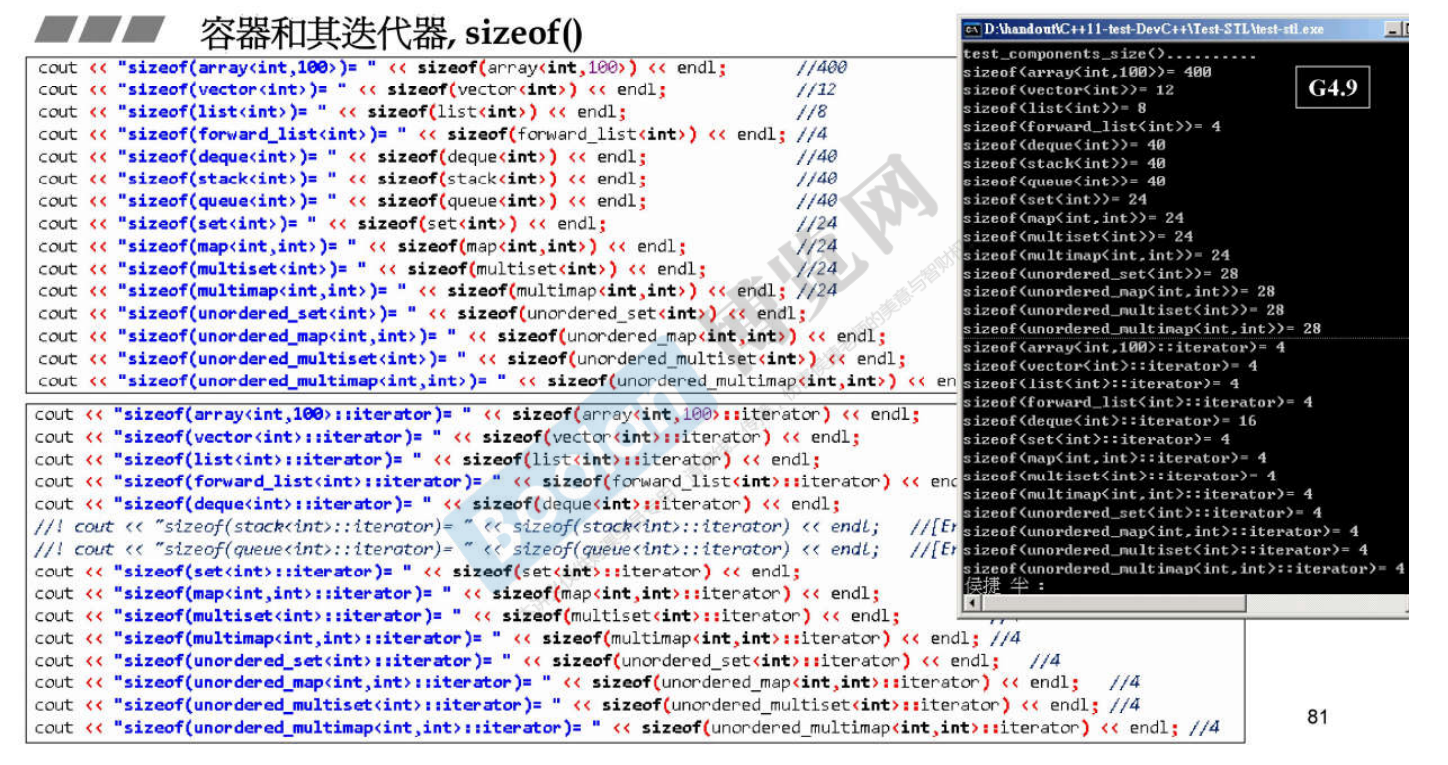 容器和其迭代器, sizeof()
cout << "sizeof(array<int,100>)= " << sizeof(array<int,100>) << endl; //400
cout << "sizeof(vector<int>)= " << sizeof(vector<int>) << endl; //12
cout << "sizeof(list<int>)= " << sizeof(list<int>) << endl; //8
cout << "sizeof(forward_list<int>)= " << sizeof(forward_list<int>) << endl; //4
cout << "sizeof(deque<int>)= " << sizeof(deque<int>) << endl; //40
cout << "sizeof(stack<int>)= " << sizeof(stack<int>) << endl; //40
cout << "sizeof(queue<int>)= " << sizeof(queue<int>) << endl; //40
cout << "sizeof(set<int>)= " << sizeof(set<int>) << endl; //24
cout << "sizeof(map<int,int>)= " << sizeof(map<int,int>) << endl; //24
cout << "sizeof(multiset<int>)= " << sizeof(multiset<int>) << endl; //24
cout << "sizeof(multimap<int,int>)= " << sizeof(multimap<int,int>) << endl; //24
cout << "sizeof(unordered_set<int>)= " << sizeof(unordered_set<int>) << endl;
cout << "sizeof(unordered_map<int,int>)= " << sizeof(unordered_map<int,int>) << endl;
cout << "sizeof(unordered_multiset<int>)= " << sizeof(unordered_multiset<int>) << endl;
cout << "sizeof(unordered_multimap<int,int>)= " << sizeof(unordered_multimap<int,int>) << en
cout << "sizeof(array<int,100>::iterator)= " << sizeof(array<int,100>::iterator) << endl;
cout << "sizeof(vector<int>::iterator)= " << sizeof(vector<int>::iterator) << endl;
cout << "sizeof(list<int>::iterator)= " << sizeof(list<int>::iterator) << endl;
cout << "sizeof(forward_list<int>::iterator)= " << sizeof(forward_list<int>::iterator) << end
cout << "sizeof(deque<int>::iterator)= " << sizeof(deque<int>::iterator) << endl;
//! cout << "sizeof(stack<int>::iterator)= " << sizeof(stack<int>::iterator) << endl; //[Er
//! cout << "sizeof(queue<int>::iterator)= " << sizeof(queue<int>::iterator) << endl; //[Er
cout << "sizeof(set<int>::iterator)= " << sizeof(set<int>::iterator) << endl;
cout << "sizeof(map<int,int>::iterator)= " << sizeof(map<int,int>::iterator) << endl;
cout << "sizeof(multiset<int>::iterator)= " << sizeof(multiset<int>::iterator) << endl;
cout << "sizeof(multimap<int,int>::iterator)= " << sizeof(multimap<int,int>::iterator) << endl; //4
cout << "sizeof(unordered_set<int>::iterator)= " << sizeof(unordered_set<int>::iterator) << endl; //4
cout << "sizeof(unordered_map<int,int>::iterator)= " << sizeof(unordered_map<int,int>::iterator) << endl; //4
cout << "sizeof(unordered_multiset<int>::iterator)= " << sizeof(unordered_multiset<int>::iterator) << endl; //4
cout << "sizeof(unordered_multimap<int,int>::iterator)= " << sizeof(unordered_multimap<int,int>::iterator) << endl; //4
D:\handout\C++11-test-DevC++\Test-STL\test-stl.exe
test_components_size()..........
sizeof(array<int,100>)= 400
G4.9
sizeof(vector<int>)= 12
sizeof(list<int>)= 8
sizeof(forward_list<int>)= 4
sizeof(deque<int>)= 40
sizeof(stack<int>)= 40
sizeof(queue<int>)= 40
sizeof(set<int>)= 24
sizeof(map<int,int>)= 24
sizeof(multiset<int>)= 24
sizeof(multimap<int,int>)= 24
sizeof(unordered_set<int>)= 28
sizeof(unordered_map<int,int>)= 28
sizeof(unordered_multiset<int>)= 28
sizeof(unordered_multimap<int,int>)= 28
sizeof(array<int,100>::iterator)= 4
sizeof(vector<int>::iterator)= 4
sizeof(list<int>::iterator)= 4
sizeof(forward_list<int>::iterator)= 4
sizeof(deque<int>::iterator)= 16
sizeof(set<int>::iterator)= 4
sizeof(map<int,int>::iterator)= 4
sizeof(multiset<int>::iterator)= 4
sizeof(multimap<int,int>::iterator)= 4
sizeof(unordered_set<int>::iterator)= 4
sizeof(unordered_map<int,int>::iterator)= 4
sizeof(unordered_multiset<int>::iterator)= 4
sizeof(unordered_multimap<int,int>::iterator)= 4
侯捷 半 :
Boolan 博览网
81